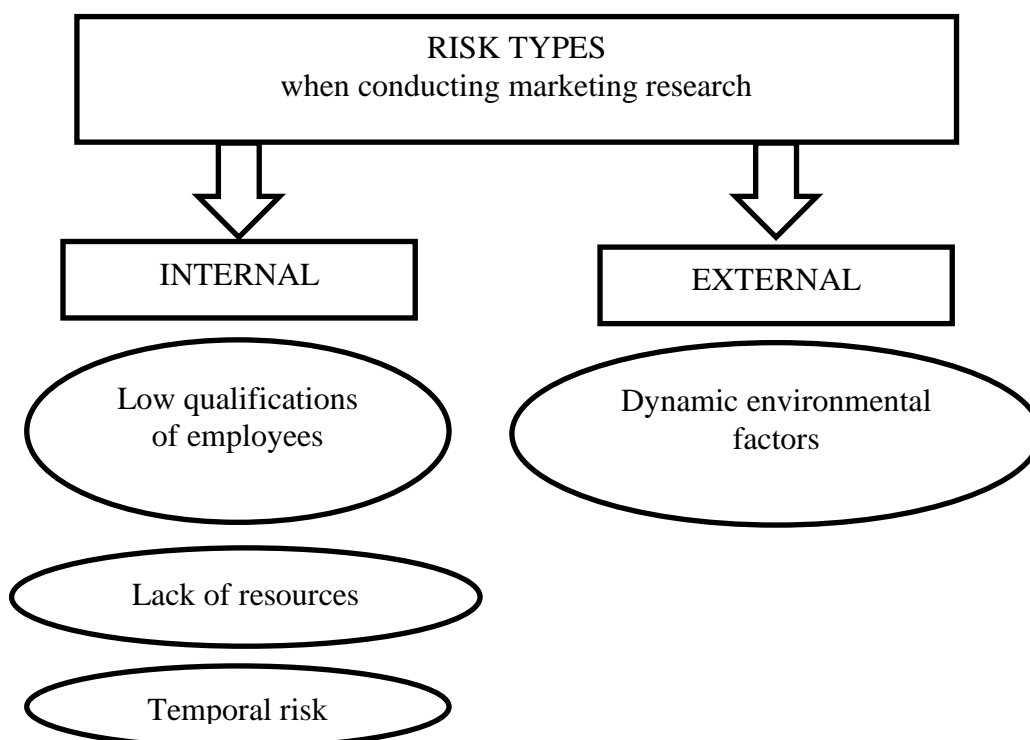 RISK TYPES
when conducting marketing research
INTERNAL
EXTERNAL
Low qualifications
of employees
Dynamic environmental
factors
Lack of resources
Temporal risk